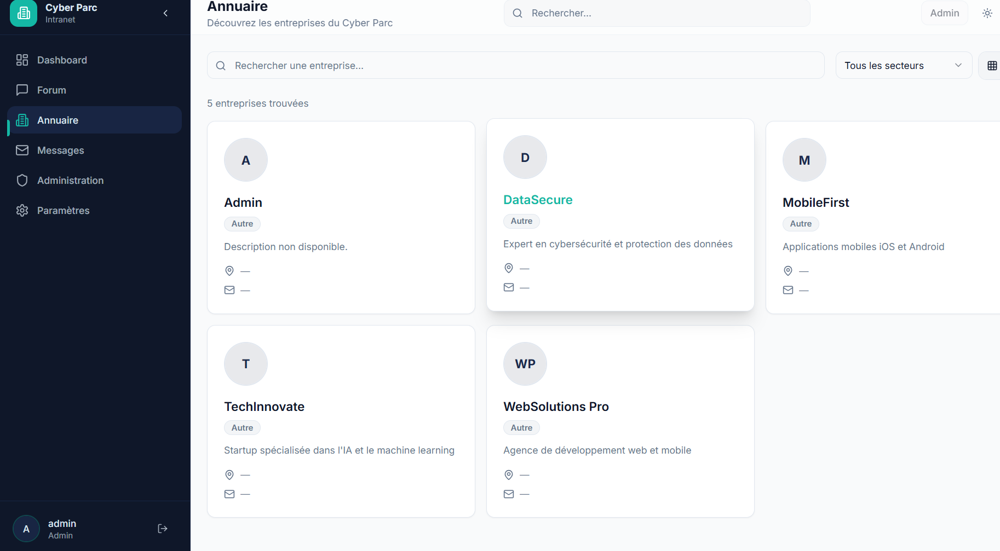 Cyber Parc
Intranet
Dashboard
Forum
Annuaire
Messages
Administration
Paramètres
A
admin
Admin
Annuaire
Découvrez les entreprises du Cyber Parc
Rechercher...
Admin
Rechercher une entreprise...
Tous les secteurs
5 entreprises trouvées
A
Admin
Autre
Description non disponible.
—
—
D
DataSecure
Autre
Expert en cybersécurité et protection des données
—
—
M
MobileFirst
Autre
Applications mobiles iOS et Android
—
—
T
TechInnovate
Autre
Startup spécialisée dans l'IA et le machine learning
—
—
WP
WebSolutions Pro
Autre
Agence de développement web et mobile
—
—